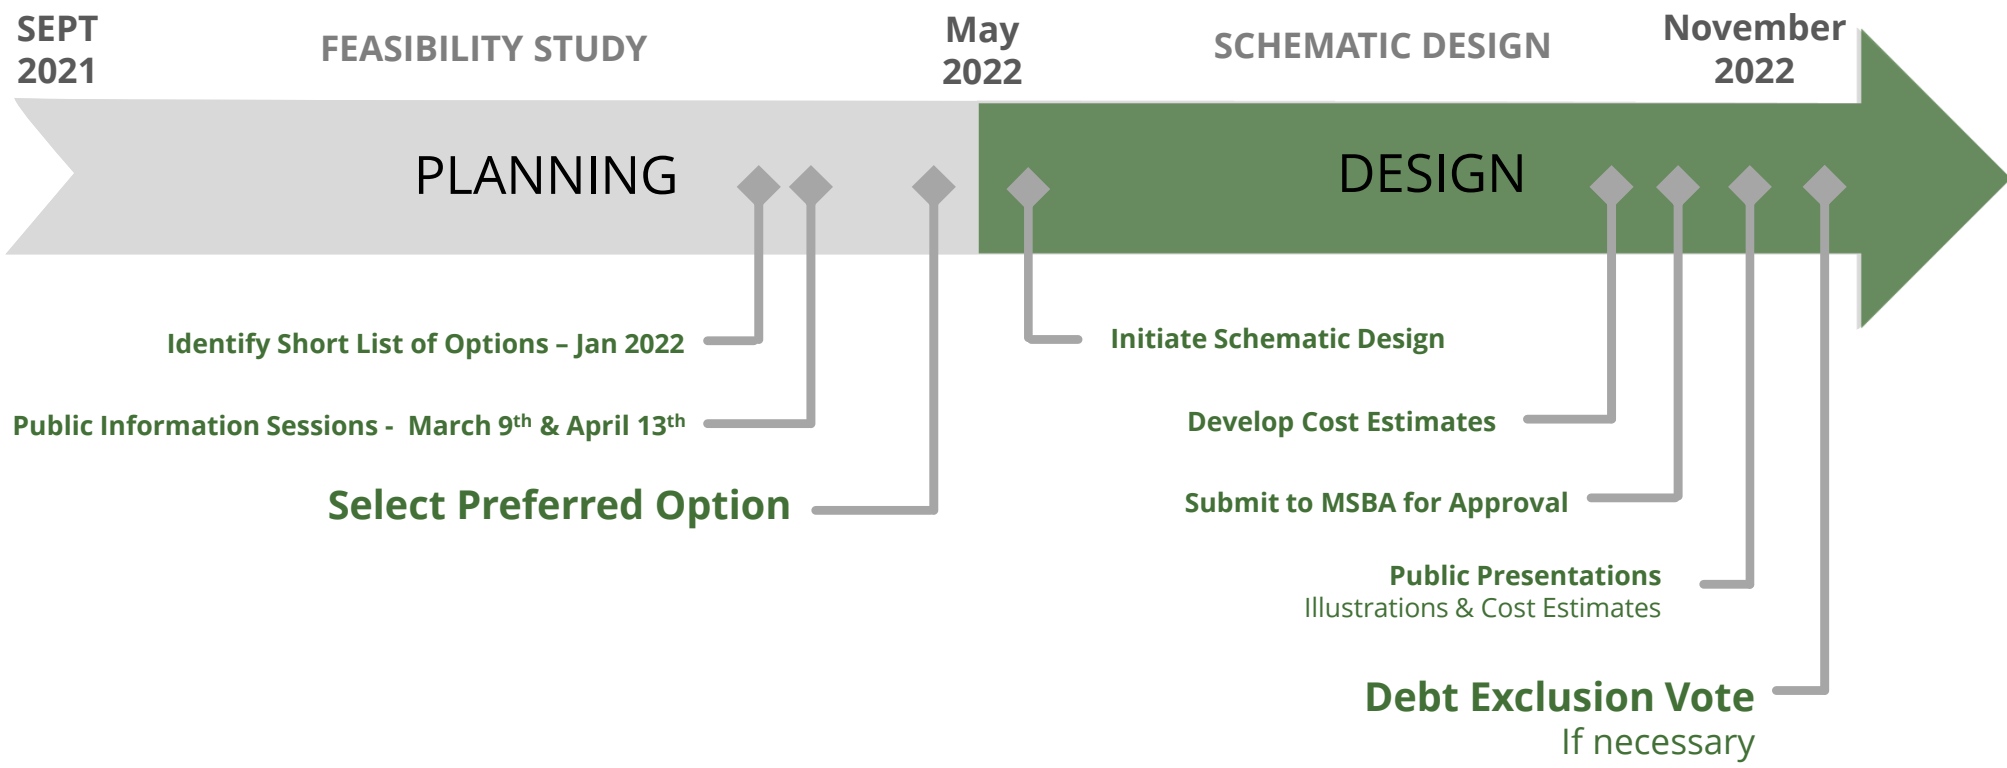 SEPT
2021
FEASIBILITY STUDY
May
2022
SCHEMATIC DESIGN
November
2022
PLANNING
DESIGN
Identify Short List of Options – Jan 2022
Public Information Sessions -  March 9th & April 13th
Select Preferred Option
Initiate Schematic Design
Develop Cost Estimates
Submit to MSBA for Approval
Public Presentations
Illustrations & Cost Estimates
Debt Exclusion Vote
If necessary